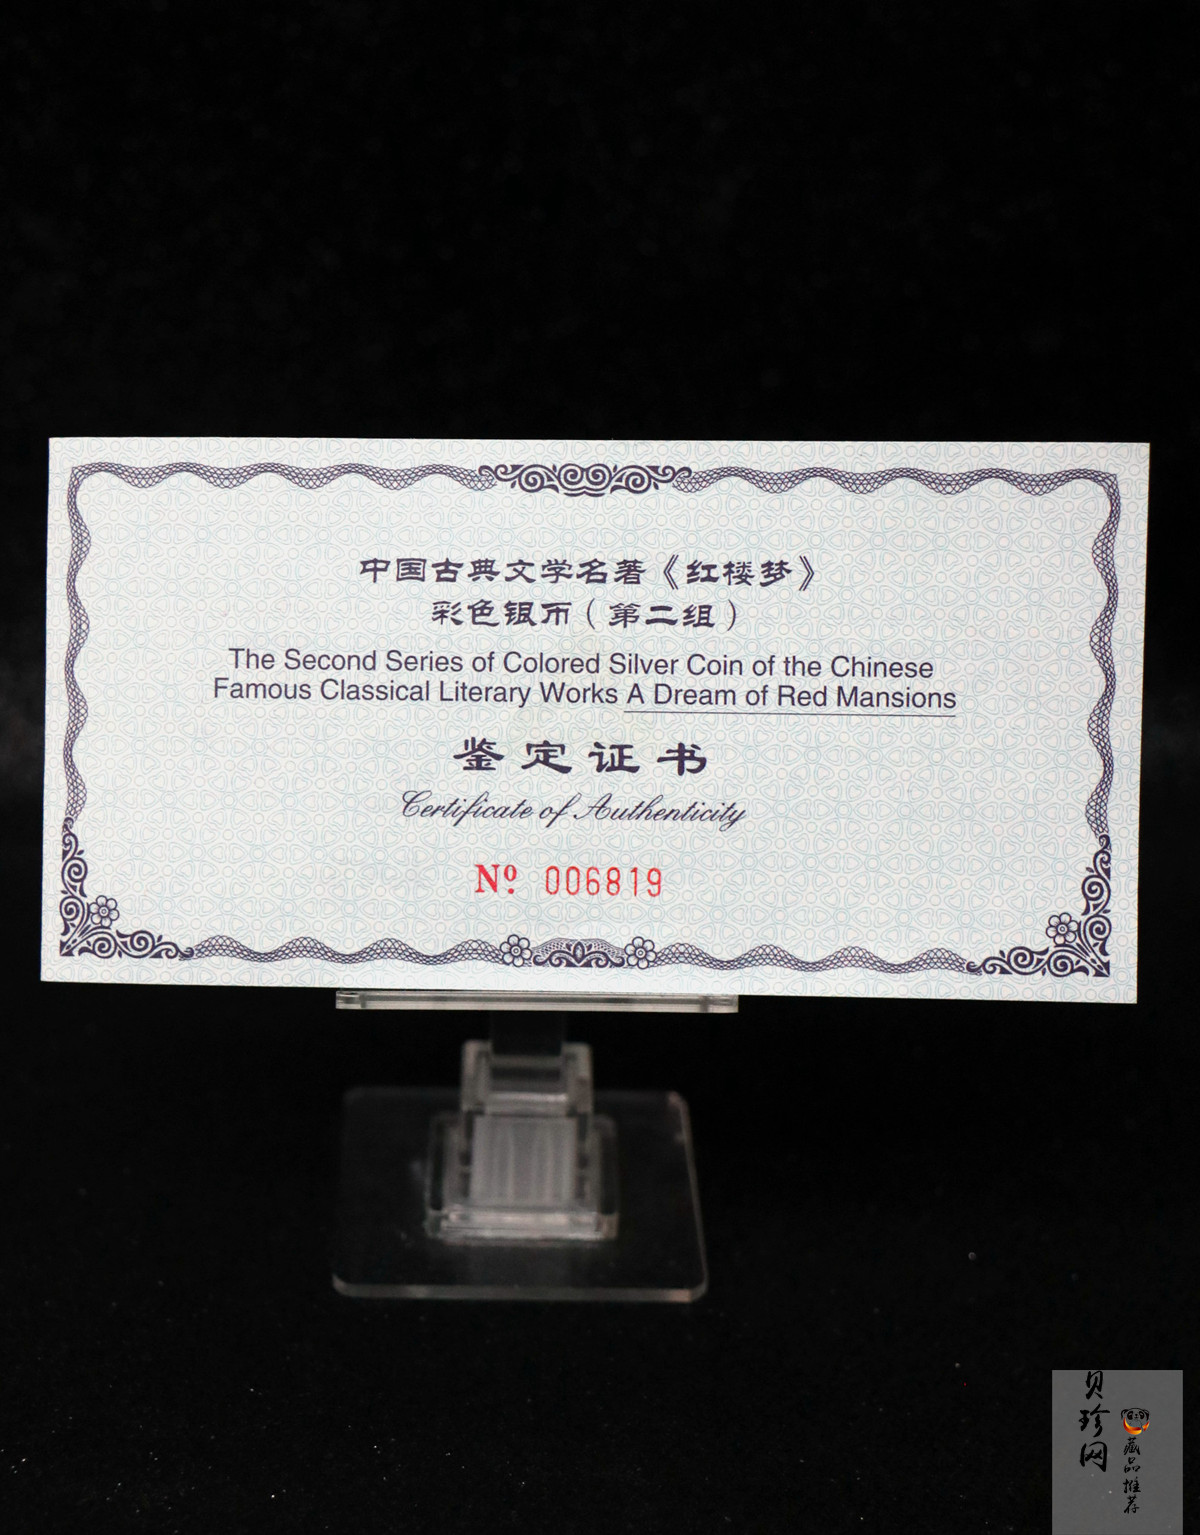 中国古典文学名著《红楼梦》
彩色银币（第二组）
The Second Series of Colored Silver Coin of the Chinese
Famous Classical Literary Works A Dream of Red Mansions
鉴定证书
Certificate of Authenticity
Nº. 006819
贝珍网
藏品推荐